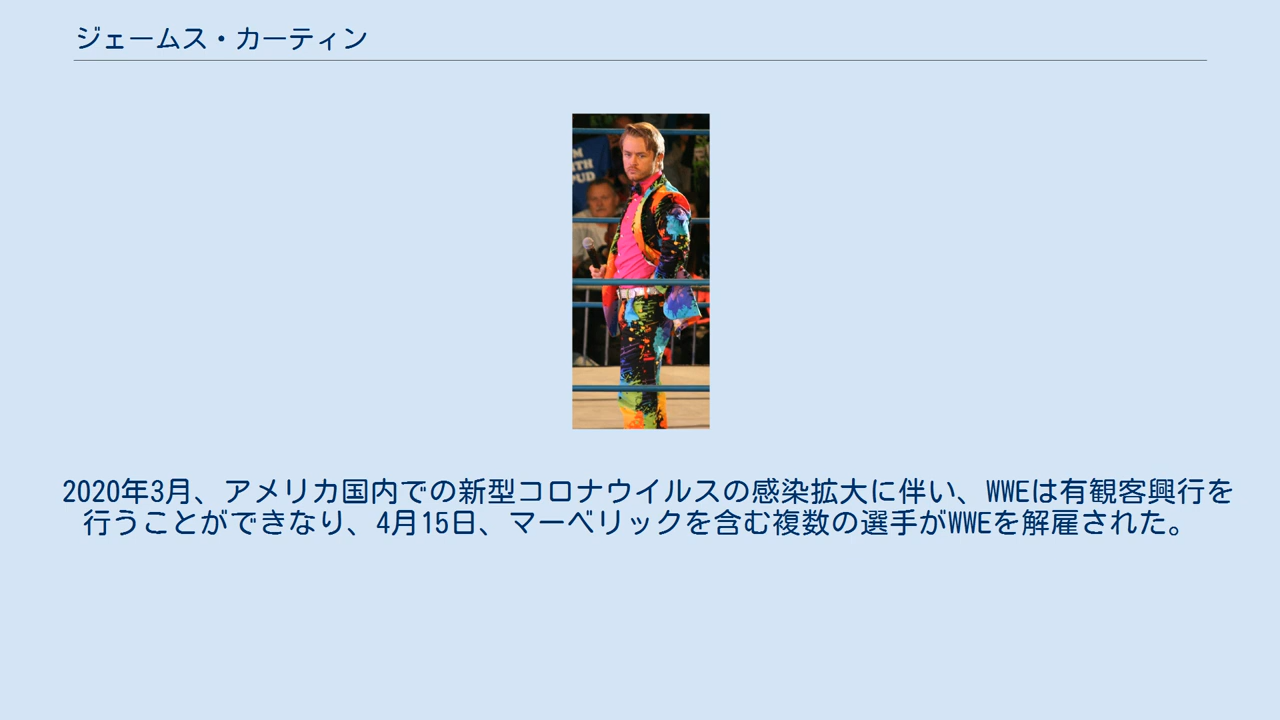 ジェームス・カーティン
M
TH
PUD
2020年3月、アメリカ国内での新型コロナウイルスの感染拡大に伴い、WWEは有観客興行を
行うことができなり、4月15日、マーベリックを含む複数の選手がWWEを解雇された。